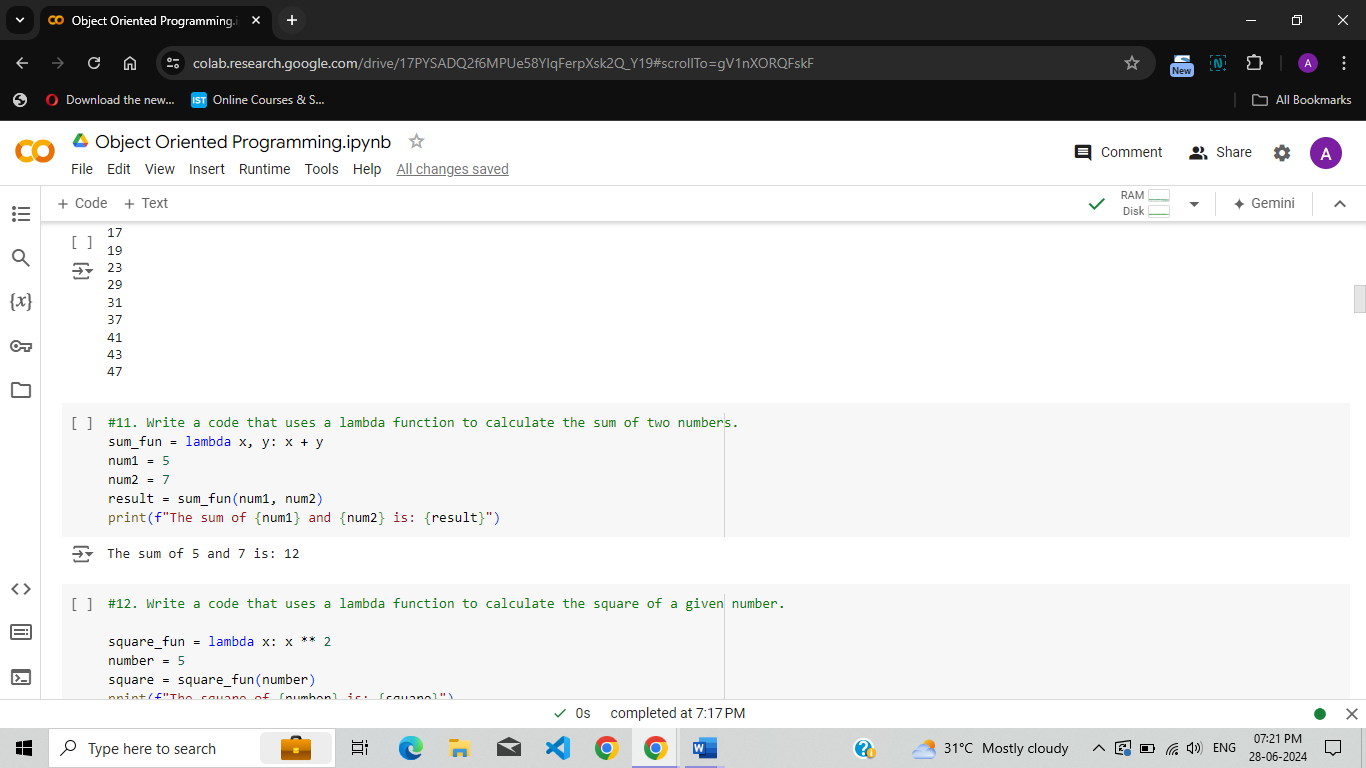 Object Oriented Programming.i
colab.research.google.com/drive/17PYSADQ2f6MPUe58YIqFerpXsk2Q_Y19#scrollTo=gV1nXORQFskF
New
N
A
Download the new...
IST
Online Courses & S...
All Bookmarks
Object Oriented Programming.ipynb
Comment
Share
A
File Edit View Insert Runtime Tools Help All changes saved
+ Code + Text
RAM
Disk
Gemini
{x}
[ ]
17
19
23
29
31
37
41
43
47
[ ] #11. Write a code that uses a lambda function to calculate the sum of two numbers.
sum_fun = lambda x, y: x + y
num1 = 5
num2 = 7
result = sum_fun(num1, num2)
print(f"The sum of {num1} and {num2} is: {result}")
The sum of 5 and 7 is: 12
[ ] #12. Write a code that uses a lambda function to calculate the square of a given number.
square_fun = lambda x: x ** 2
number = 5
square = square_fun(number)
print(f"The square of {number} is: {square}")
0s completed at 7:17 PM
Type here to search
31°C Mostly cloudy
ENG
07:21 PM
28-06-2024